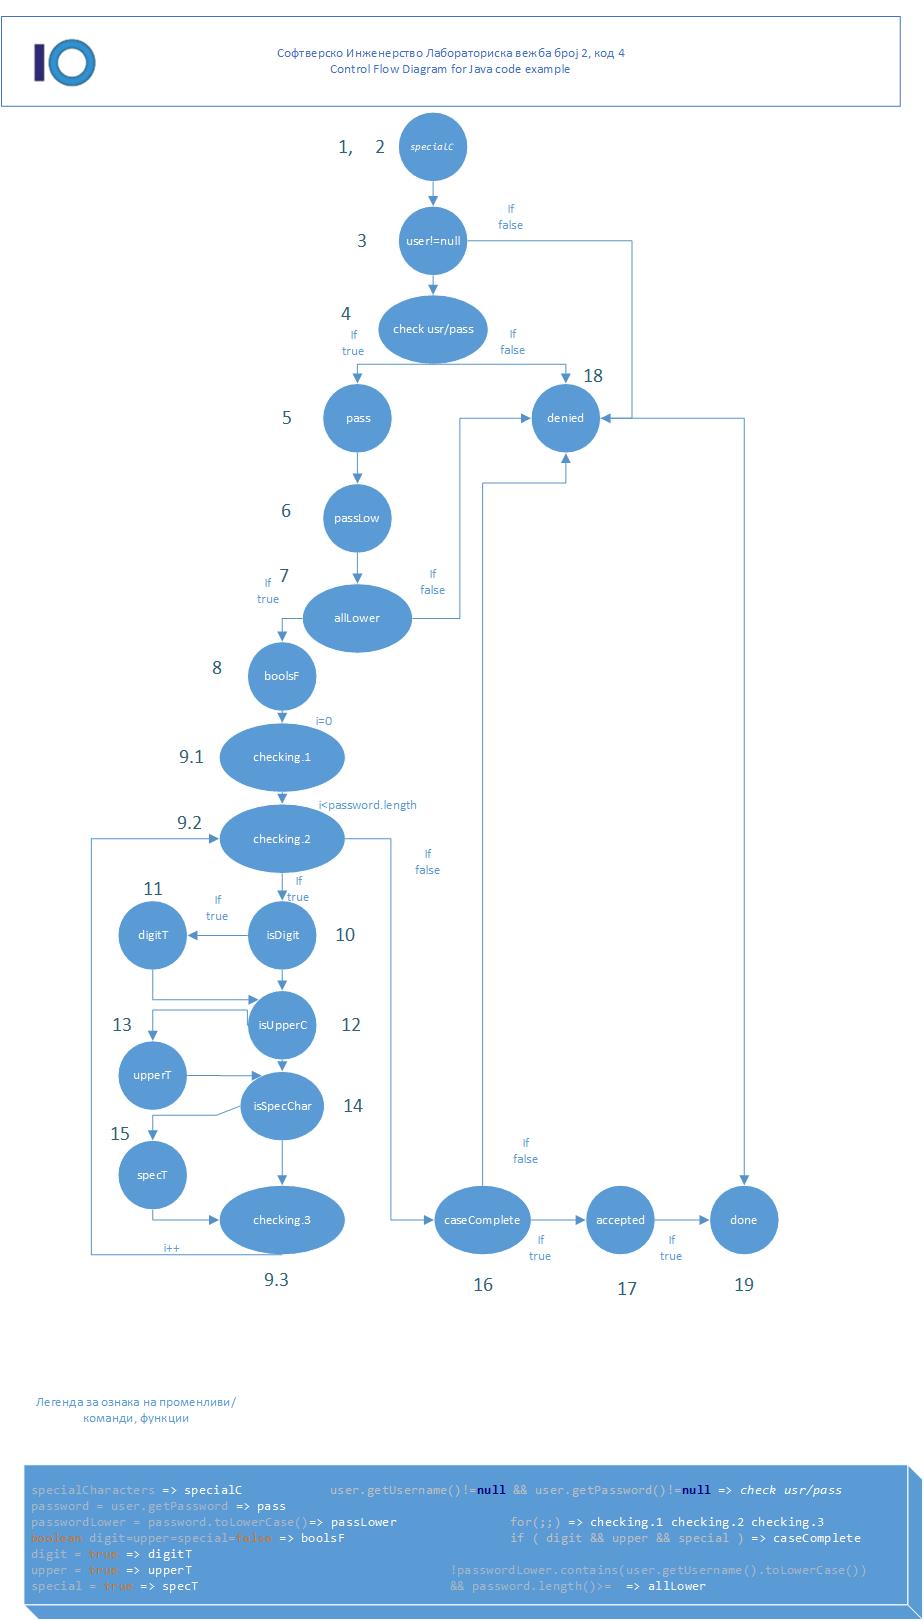 IO
Софтверско Инженерство Лабораториска вежба број 2, код 4
Control Flow Diagram for Java code example
1, 2
specialC
If
false
3
user!=null
4
If
true
check usr/pass
If
false
18
5
pass
denied
6
passLow
7
If
true
If
false
allLower
8
boolsF
i=0
9.1
checking.1
i<password.length
9.2
checking.2
If
false
If
true
11
If
true
digitT
isDigit
10
13
isUpperC
12
upperT
isSpecChar
14
15
If
false
specT
checking.3
caseComplete
accepted
done
i++
If
true
If
true
9.3
16
17
19
Легенда за ознака на променливи/
команди, функции
specialCharacters => specialC
user.getUsername()!=null && user.getPassword()!=null => check usr/pass
password = user.getPassword => pass
passwordLower = password.toLowerCase()=> passLower
for(;;) => checking.1 checking.2 checking.3
boolean digit=upper=special=false => boolsF
if ( digit && upper && special ) => caseComplete
digit = true => digitT
upper = true => upperT
!passwordLower.contains(user.getUsername().toLowerCase())
special = true => specT
&& password.length()>= => allLower